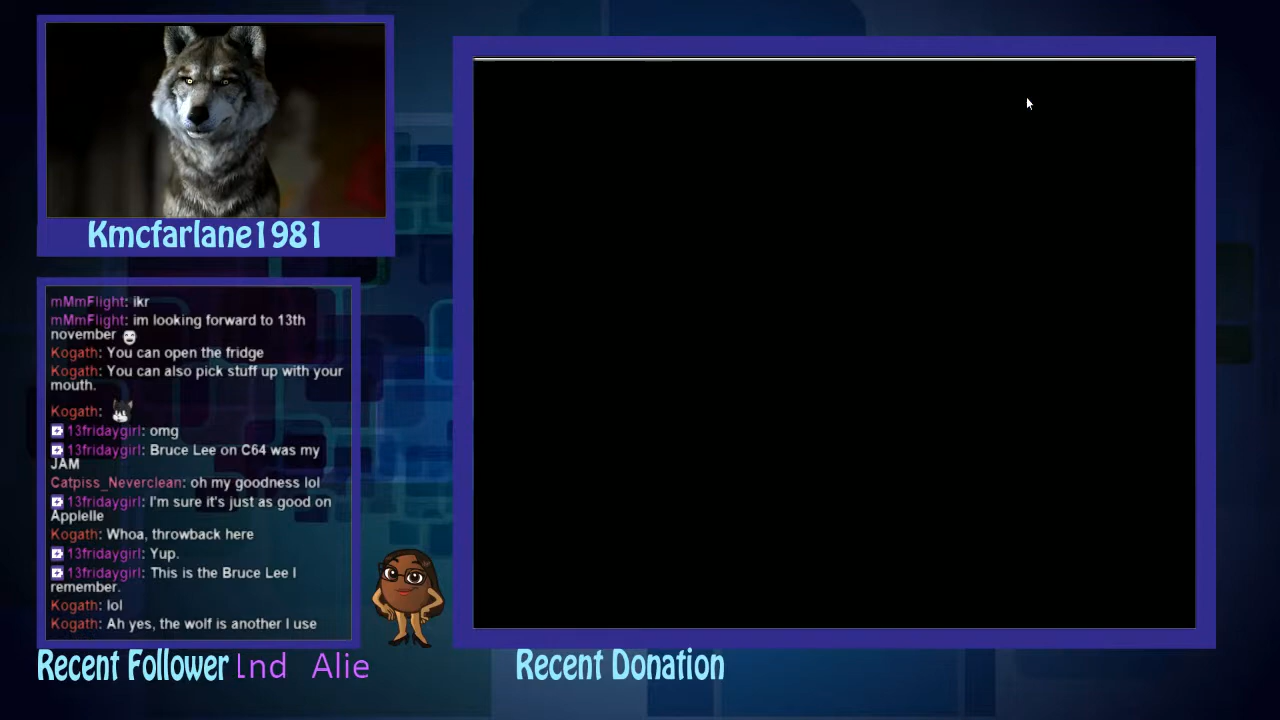 Kmcfarlane1981
mMmFlight: ikr
mMmFlight: im looking forward to 13th
november
Kogath: You can open the fridge
Kogath: You can also pick stuff up with your
mouth.
Kogath:
13fridaygirl: omg
13fridaygirl: Bruce Lee on C64 was my
JAM
Catpiss_Neverclean: oh my goodness lol
13fridaygirl: I'm sure it's just as good on
AppleIIe
Kogath: Whoa, throwback here
13fridaygirl: Yup.
13fridaygirl: This is the Bruce Lee I
remember.
Kogath: lol
Kogath: Ah yes, the wolf is another I use
Recent Follower Lnd Alie
Recent Donation